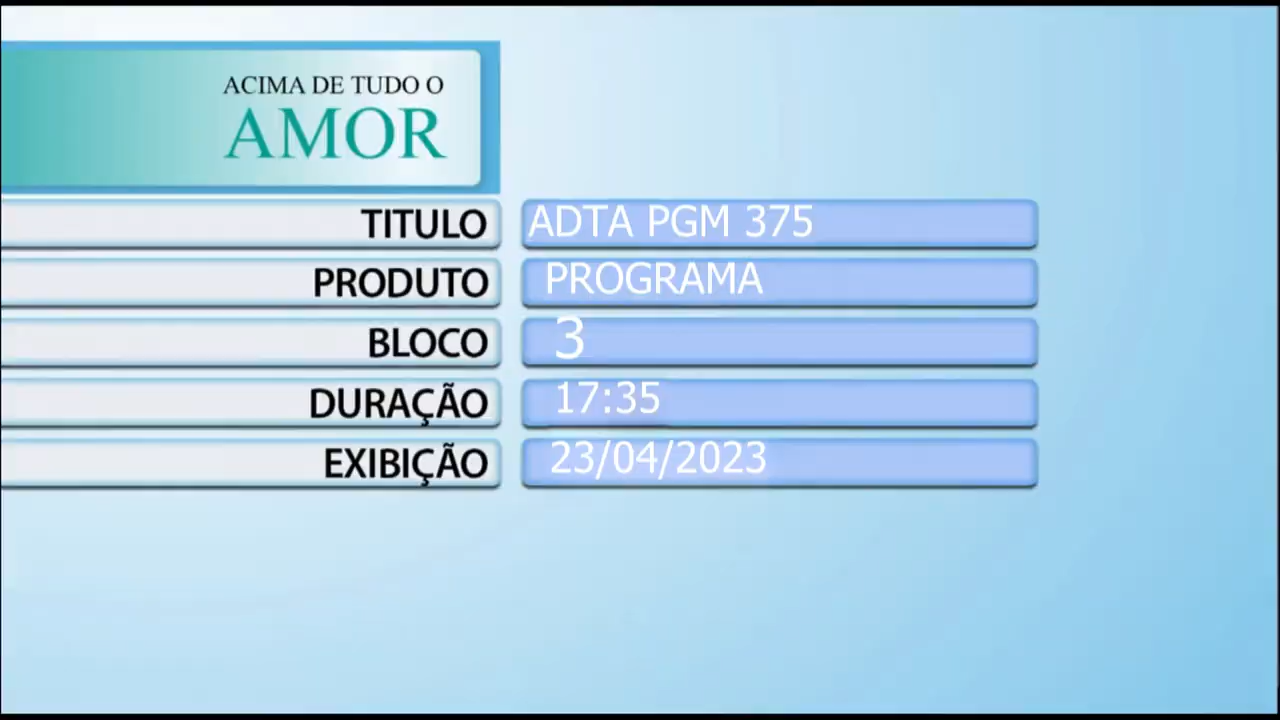 ACIMA DE TUDO O
AMOR
TITULO ADTA PGM 375
PRODUTO PROGRAMA
BLOCO 3
DURAÇÃO 17:35
EXIBIÇÃO 23/04/2023